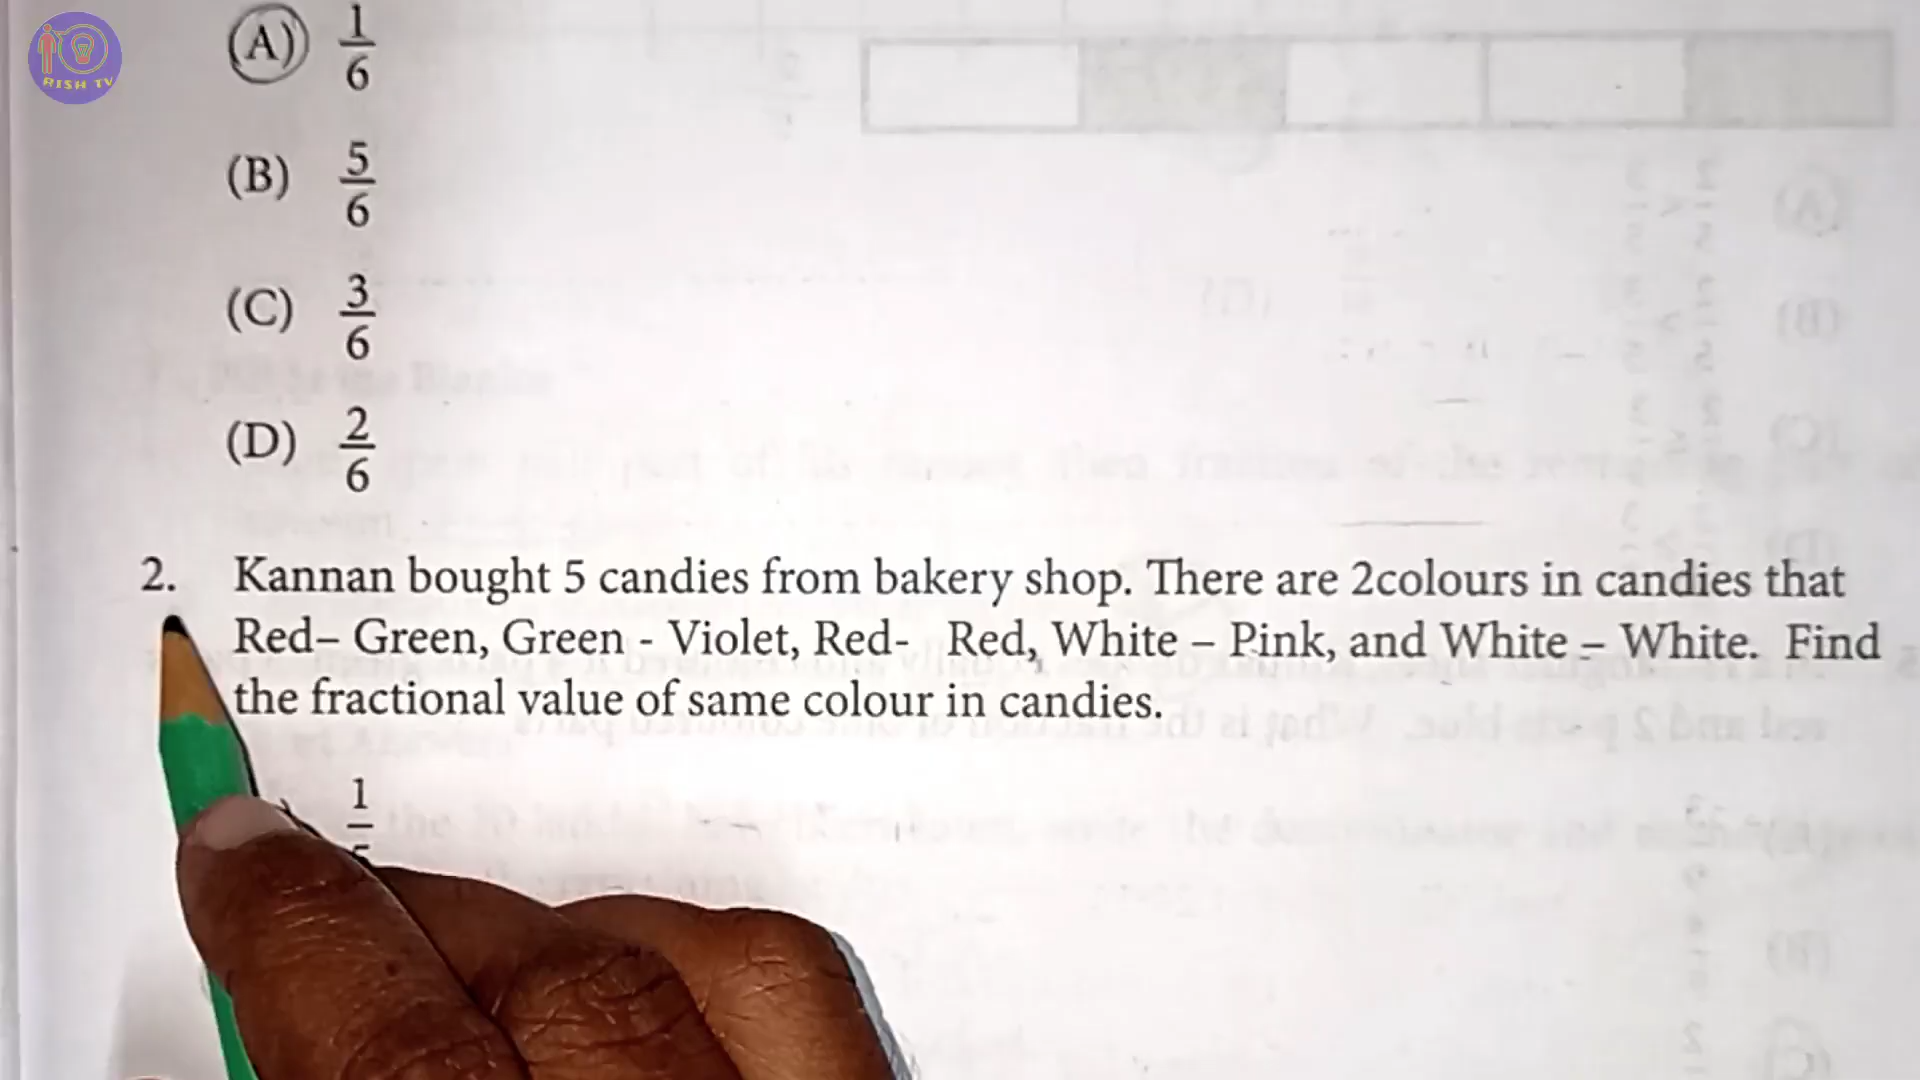 RISH TV
(A) 1/6
(B) 5/6
(C) 3/6
(D) 2/6
2. Kannan bought 5 candies from bakery shop. There are 2colours in candies that
Red– Green, Green - Violet, Red- Red, White – Pink, and White – White. Find
the fractional value of same colour in candies.
1